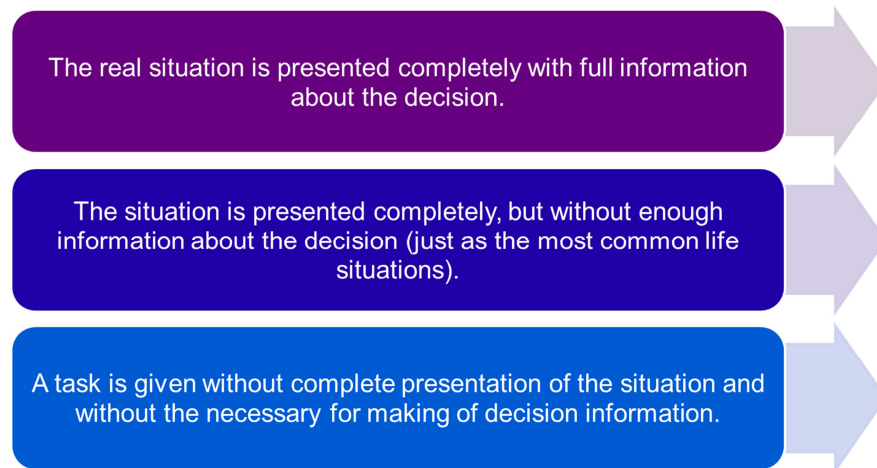 The real situation is presented completely with full information
about the decision.
The situation is presented completely, but without enough
information about the decision (just as the most common life
situations).
A task is given without complete presentation of the situation and
without the necessary for making of decision information.